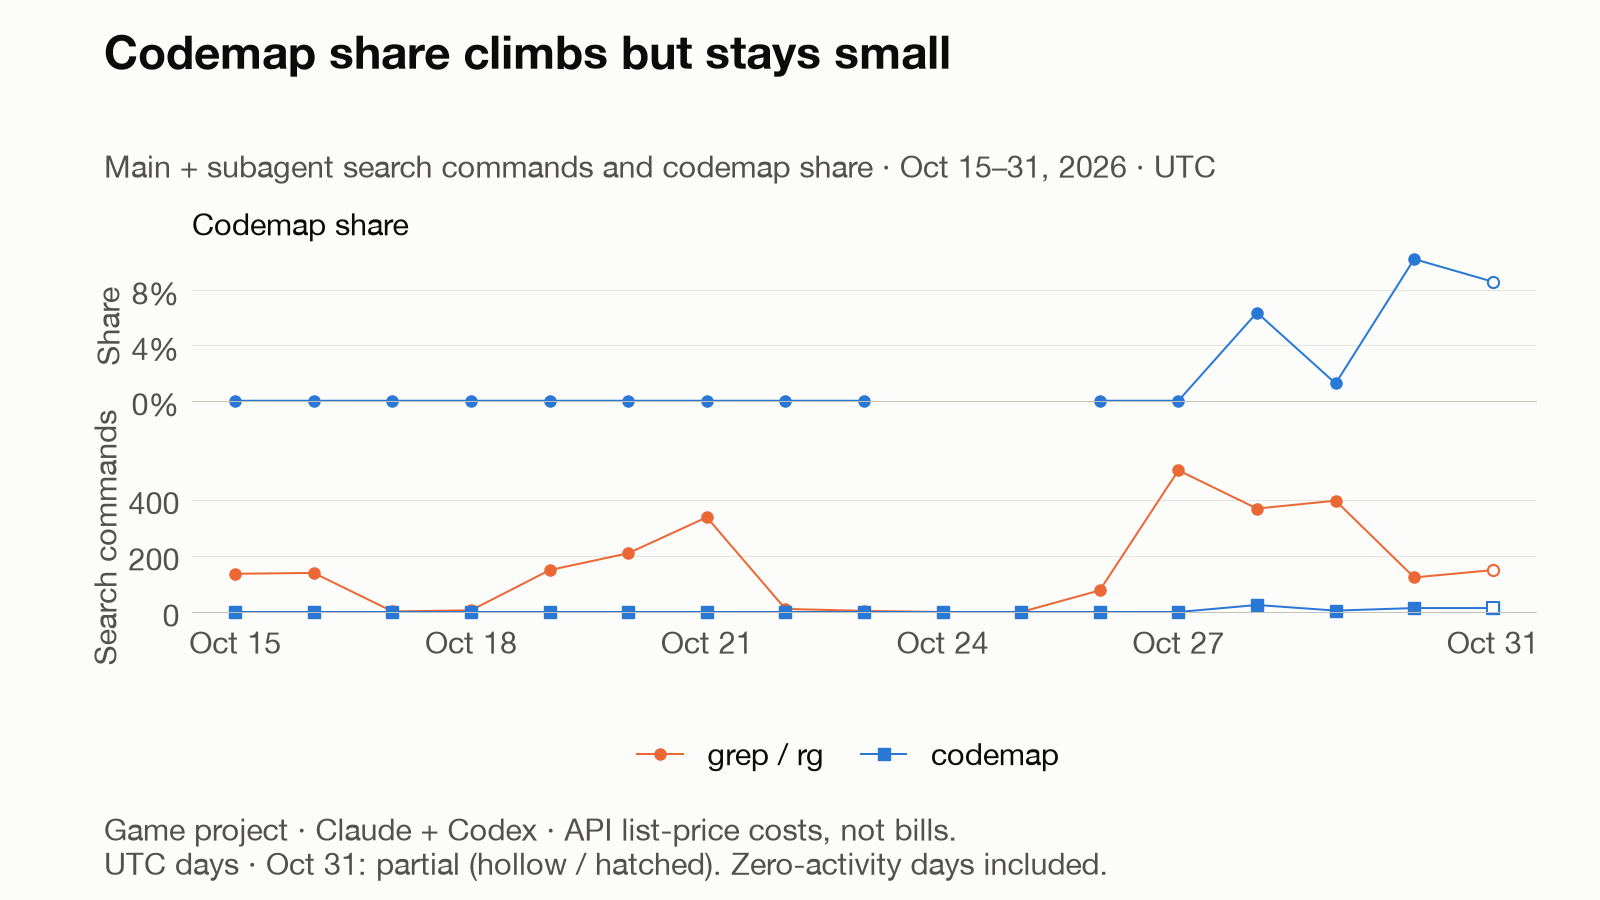 Codemap share climbs but stays small
Main + subagent search commands and codemap share · Oct 15–31, 2026 · UTC
Codemap share
Share
8%
4%
0%
Search commands
400
200
0
Oct 15
Oct 18
Oct 21
Oct 24
Oct 27
Oct 31
grep / rg
codemap
Game project · Claude + Codex · API list-price costs, not bills.
UTC days · Oct 31: partial (hollow / hatched). Zero-activity days included.